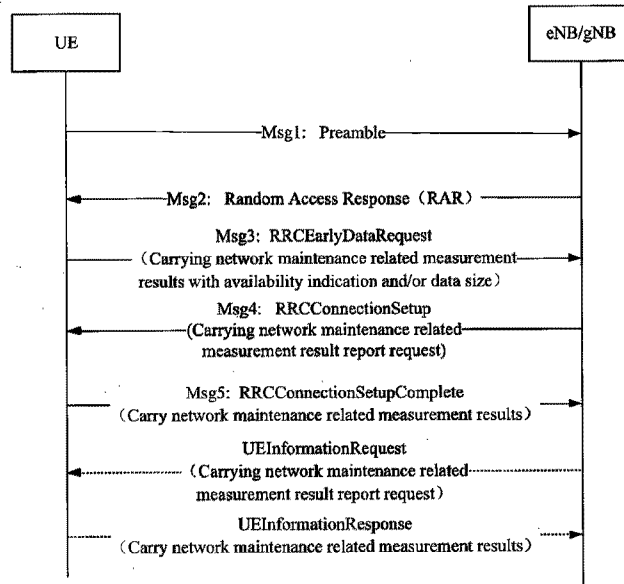 UE
eNB/gNB
Msg1: Preamble
Msg2: Random Access Response（RAR）
Msg3: RRCEarlyDataRequest
（Carrying network maintenance related measurement
results with availability indication and/or data size）
Msg4: RRCConnectionSetup
(Carrying network maintenance related
measurement result report request)
Msg5: RRCConnectionSetupComplete
（Carry network maintenance related measurement results）
UEInformationRequest
（Carrying network maintenance related
measurement result report request）
UEInformationResponse
（Carry network maintenance related measurement results）